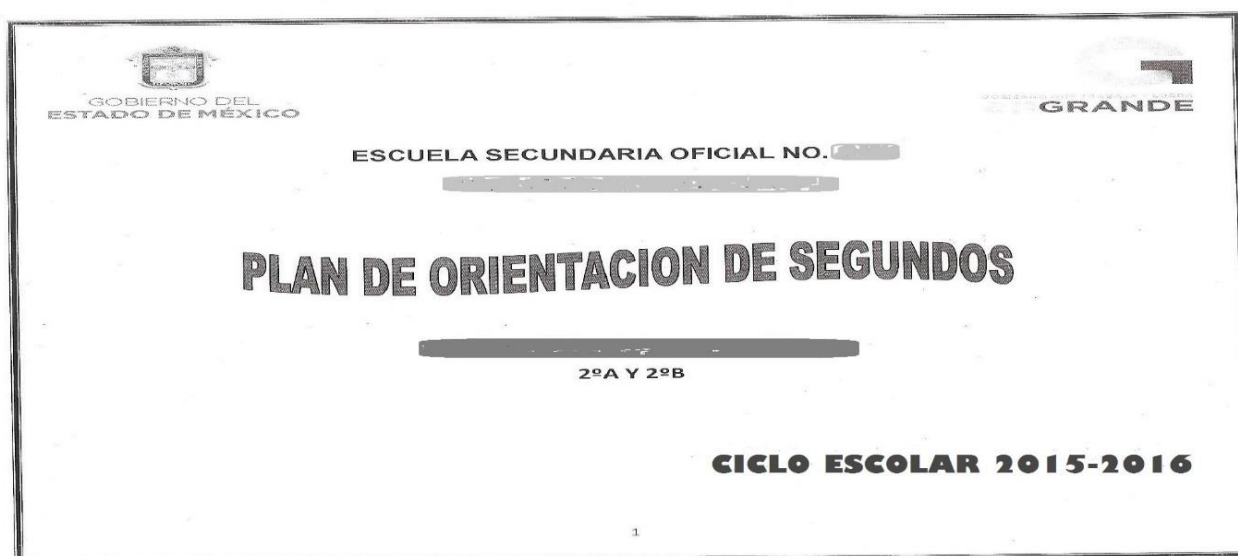 GOBIERNO DEL
ESTADO DE MÉXICO
GRANDE
ESCUELA SECUNDARIA OFICIAL NO.
PLAN DE ORIENTACION DE SEGUNDOS
2ºA Y 2ºB
CICLO ESCOLAR 2015-2016
1